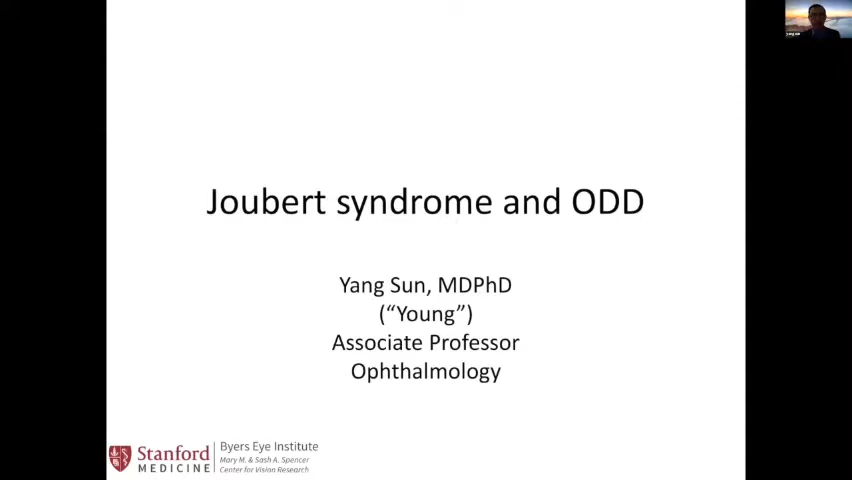 Joubert syndrome and ODD
Yang Sun, MDPhD
(“Young”)
Associate Professor
Ophthalmology
Stanford
MEDICINE
Byers Eye Institute
Mary M. & Sash A. Spencer
Center for Vision Research